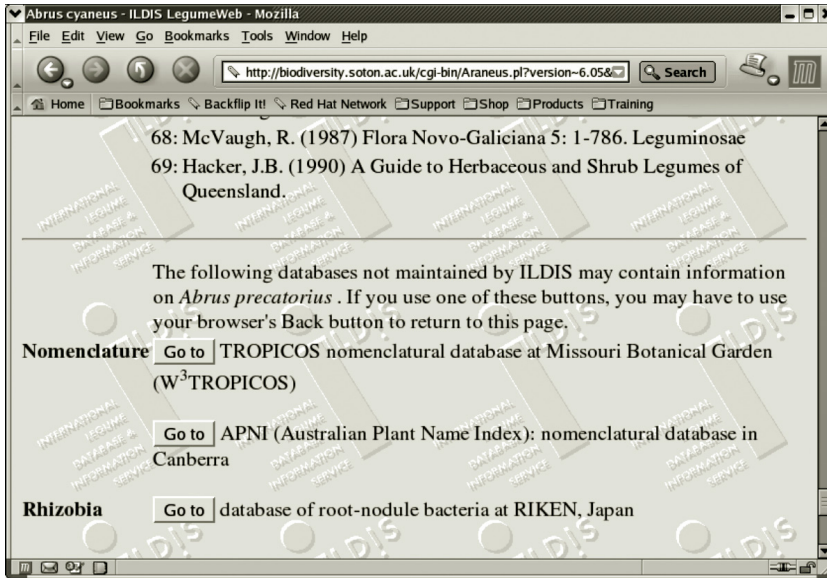 Abrus cyaneus - ILDIS LegumeWeb - Mozilla
File Edit View Go Bookmarks Tools Window Help
http://biodiversity.soton.ac.uk/cgi-bin/Araneus.pl?version~6.05& Search
Home Bookmarks Backflip It! Red Hat Network Support Shop Products Training
68: McVaugh, R. (1987) Flora Novo-Galiciana 5: 1-786. Leguminosae
69: Hacker, J.B. (1990) A Guide to Herbaceous and Shrub Legumes of
Queensland.
The following databases not maintained by ILDIS may contain information
on Abrus precatorius . If you use one of these buttons, you may have to use
your browser's Back button to return to this page.
Nomenclature Go to TROPICOS nomenclatural database at Missouri Botanical Garden
(W³TROPICOS)
Go to APNI (Australian Plant Name Index): nomenclatural database in
Canberra
Rhizobia Go to database of root-nodule bacteria at RIKEN, Japan
INTERNATIONAL
LEGUME
DATABASE &
INFORMATION
SERVICE
ILDIS